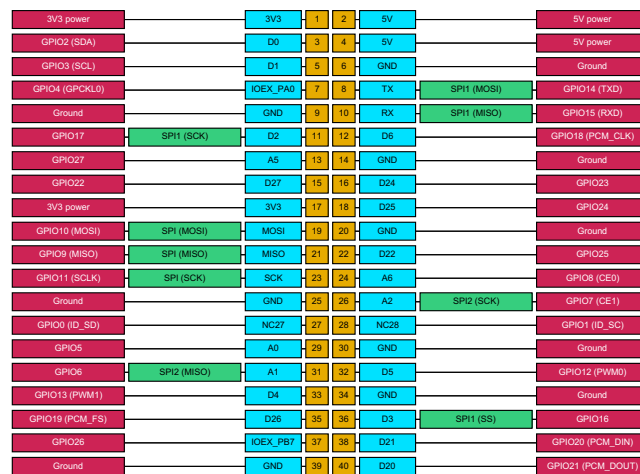 3V3 power 3V3 1 2 5V 5V power
GPIO2 (SDA) D0 3 4 5V 5V power
GPIO3 (SCL) D1 5 6 GND Ground
GPIO4 (GPCKL0) IOEX_PA0 7 8 TX SPI1 (MOSI) GPIO14 (TXD)
Ground GND 9 10 RX SPI1 (MISO) GPIO15 (RXD)
GPIO17 SPI1 (SCK) D2 11 12 D6 GPIO18 (PCM_CLK)
GPIO27 A5 13 14 GND Ground
GPIO22 D27 15 16 D24 GPIO23
3V3 power 3V3 17 18 D25 GPIO24
GPIO10 (MOSI) SPI (MOSI) MOSI 19 20 GND Ground
GPIO9 (MISO) SPI (MISO) MISO 21 22 D22 GPIO25
GPIO11 (SCLK) SPI (SCK) SCK 23 24 A6 GPIO8 (CE0)
Ground GND 25 26 A2 SPI2 (SCK) GPIO7 (CE1)
GPIO0 (ID_SD) NC27 27 28 NC28 GPIO1 (ID_SC)
GPIO5 A0 29 30 GND Ground
GPIO6 SPI2 (MISO) A1 31 32 D5 GPIO12 (PWM0)
GPIO13 (PWM1) D4 33 34 GND Ground
GPIO19 (PCM_FS) D26 35 36 D3 SPI1 (SS) GPIO16
GPIO26 IOEX_PB7 37 38 D21 GPIO20 (PCM_DIN)
Ground GND 39 40 D20 GPIO21 (PCM_DOUT)